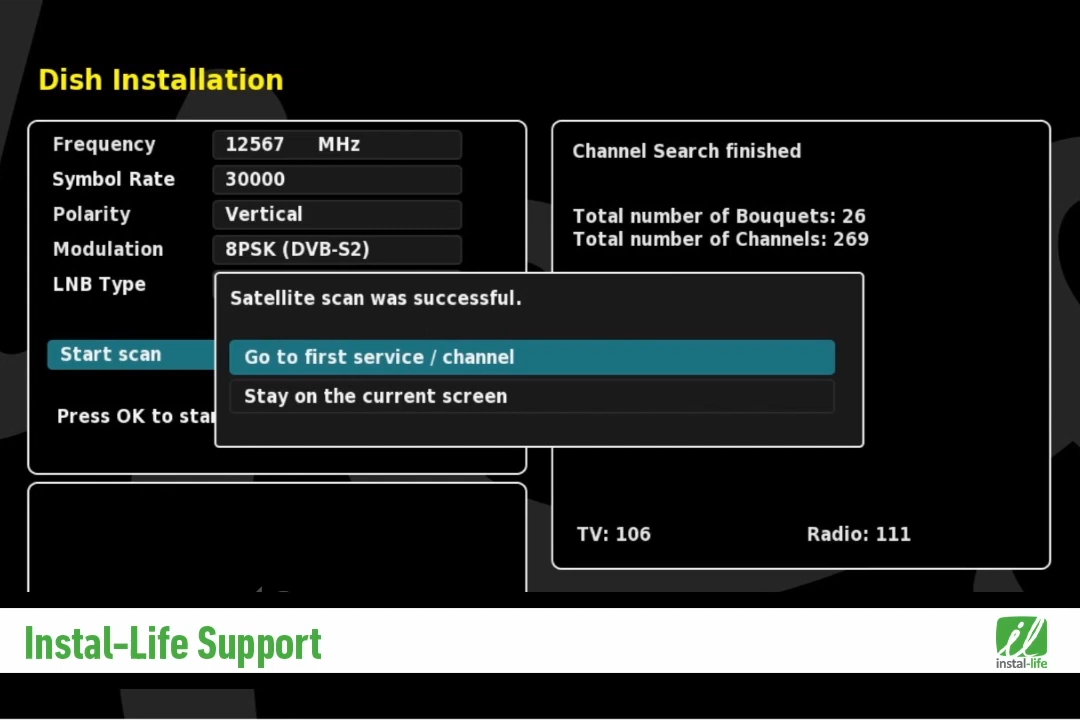 Dish Installation
Frequency 12567 MHz
Symbol Rate 30000
Polarity Vertical
Modulation 8PSK (DVB-S2)
LNB Type
Start scan
Press OK to star
Channel Search finished
Total number of Bouquets: 26
Total number of Channels: 269
Satellite scan was successful.
Go to first service / channel
Stay on the current screen
TV: 106 Radio: 111
Instal-Life Support
il
instal-life